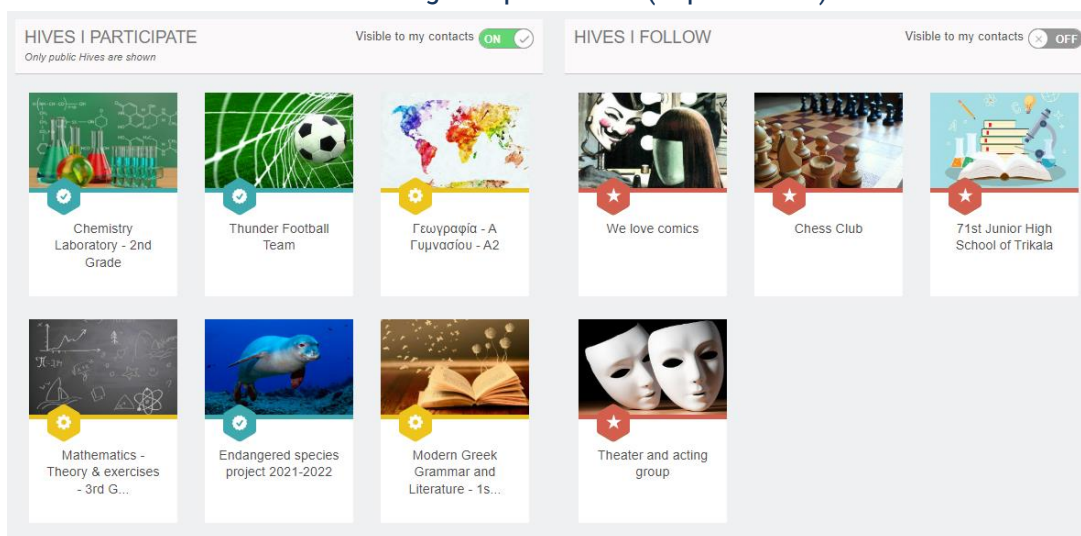 HIVES I PARTICIPATE
Only public Hives are shown
Visible to my contacts ON
HIVES I FOLLOW
Visible to my contacts OFF
Chemistry
Laboratory - 2nd
Grade
Thunder Football
Team
Γεωγραφία - Α
Γυμνασίου - Α2
We love comics
Chess Club
71st Junior High
School of Trikala
Mathematics -
Theory & exercises
- 3rd G...
Endangered species
project 2021-2022
Modern Greek
Grammar and
Literature - 1s...
Theater and acting
group